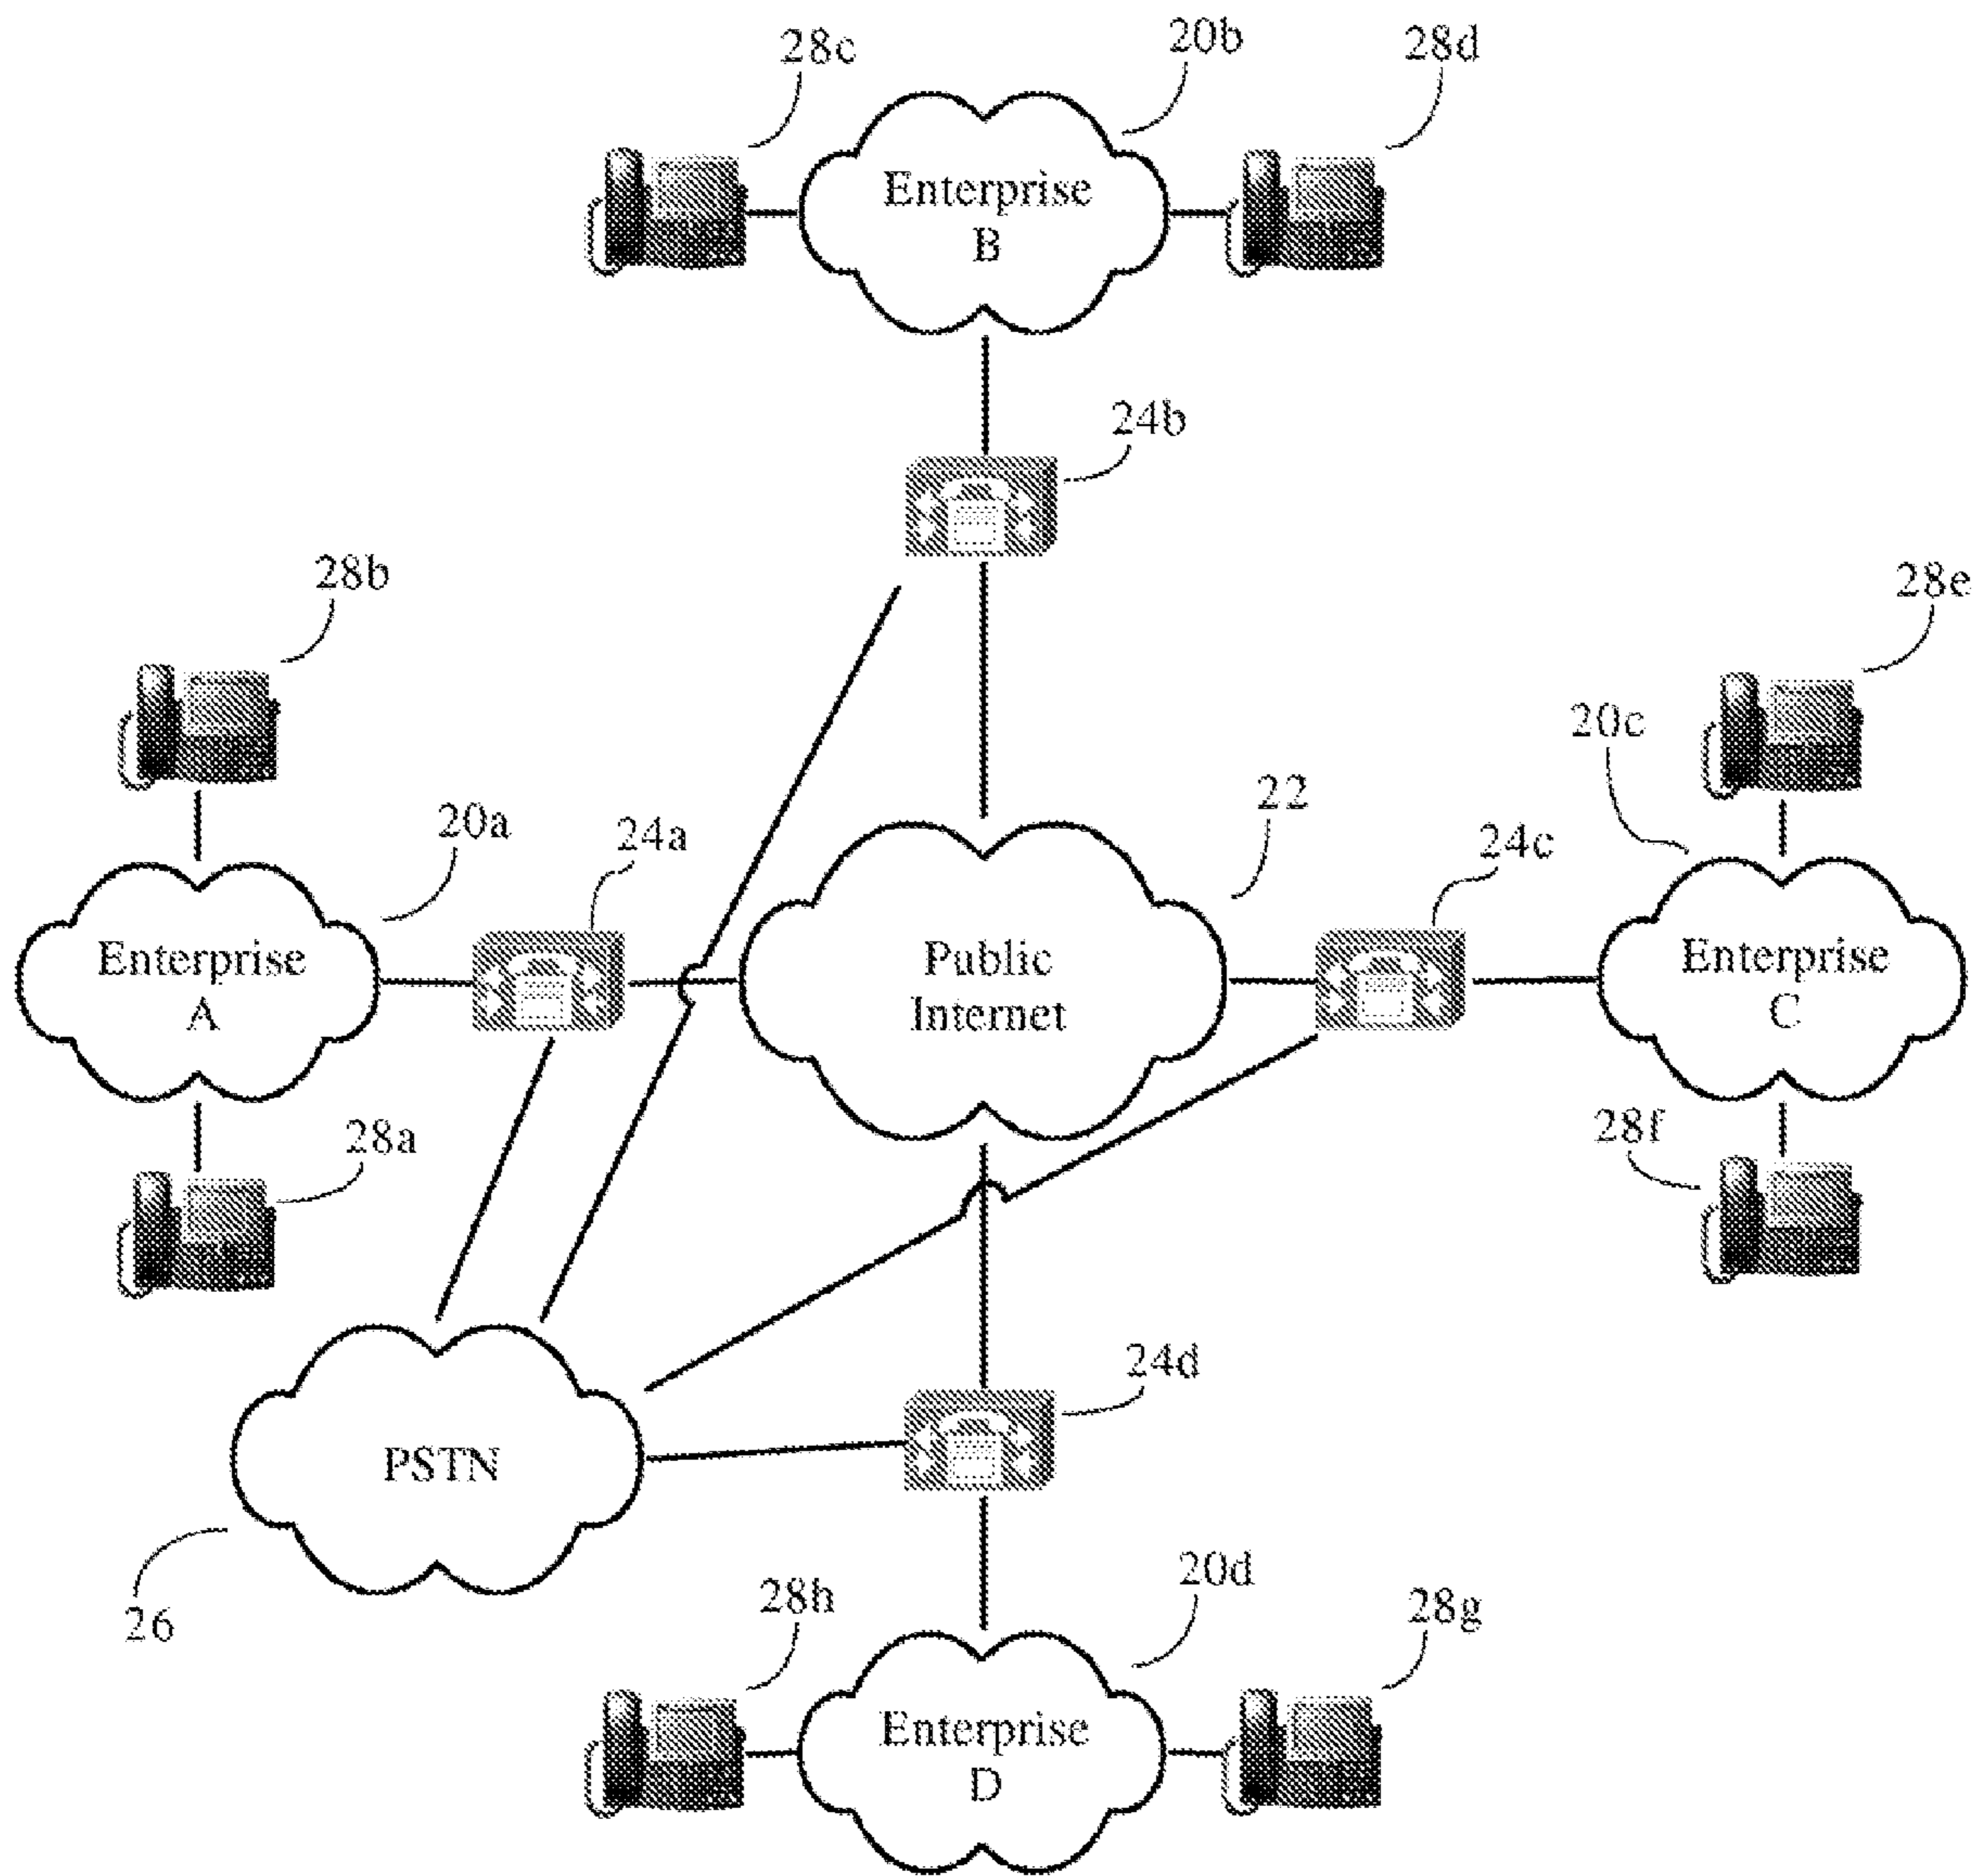 28c
20b
28d
Enterprise
B
24b
28b
28e
20c
22
20a
24a
24c
Enterprise
A
Public
Internet
Enterprise
C
28a
28f
24d
PSTN
26
28h
20d
28g
Enterprise
D